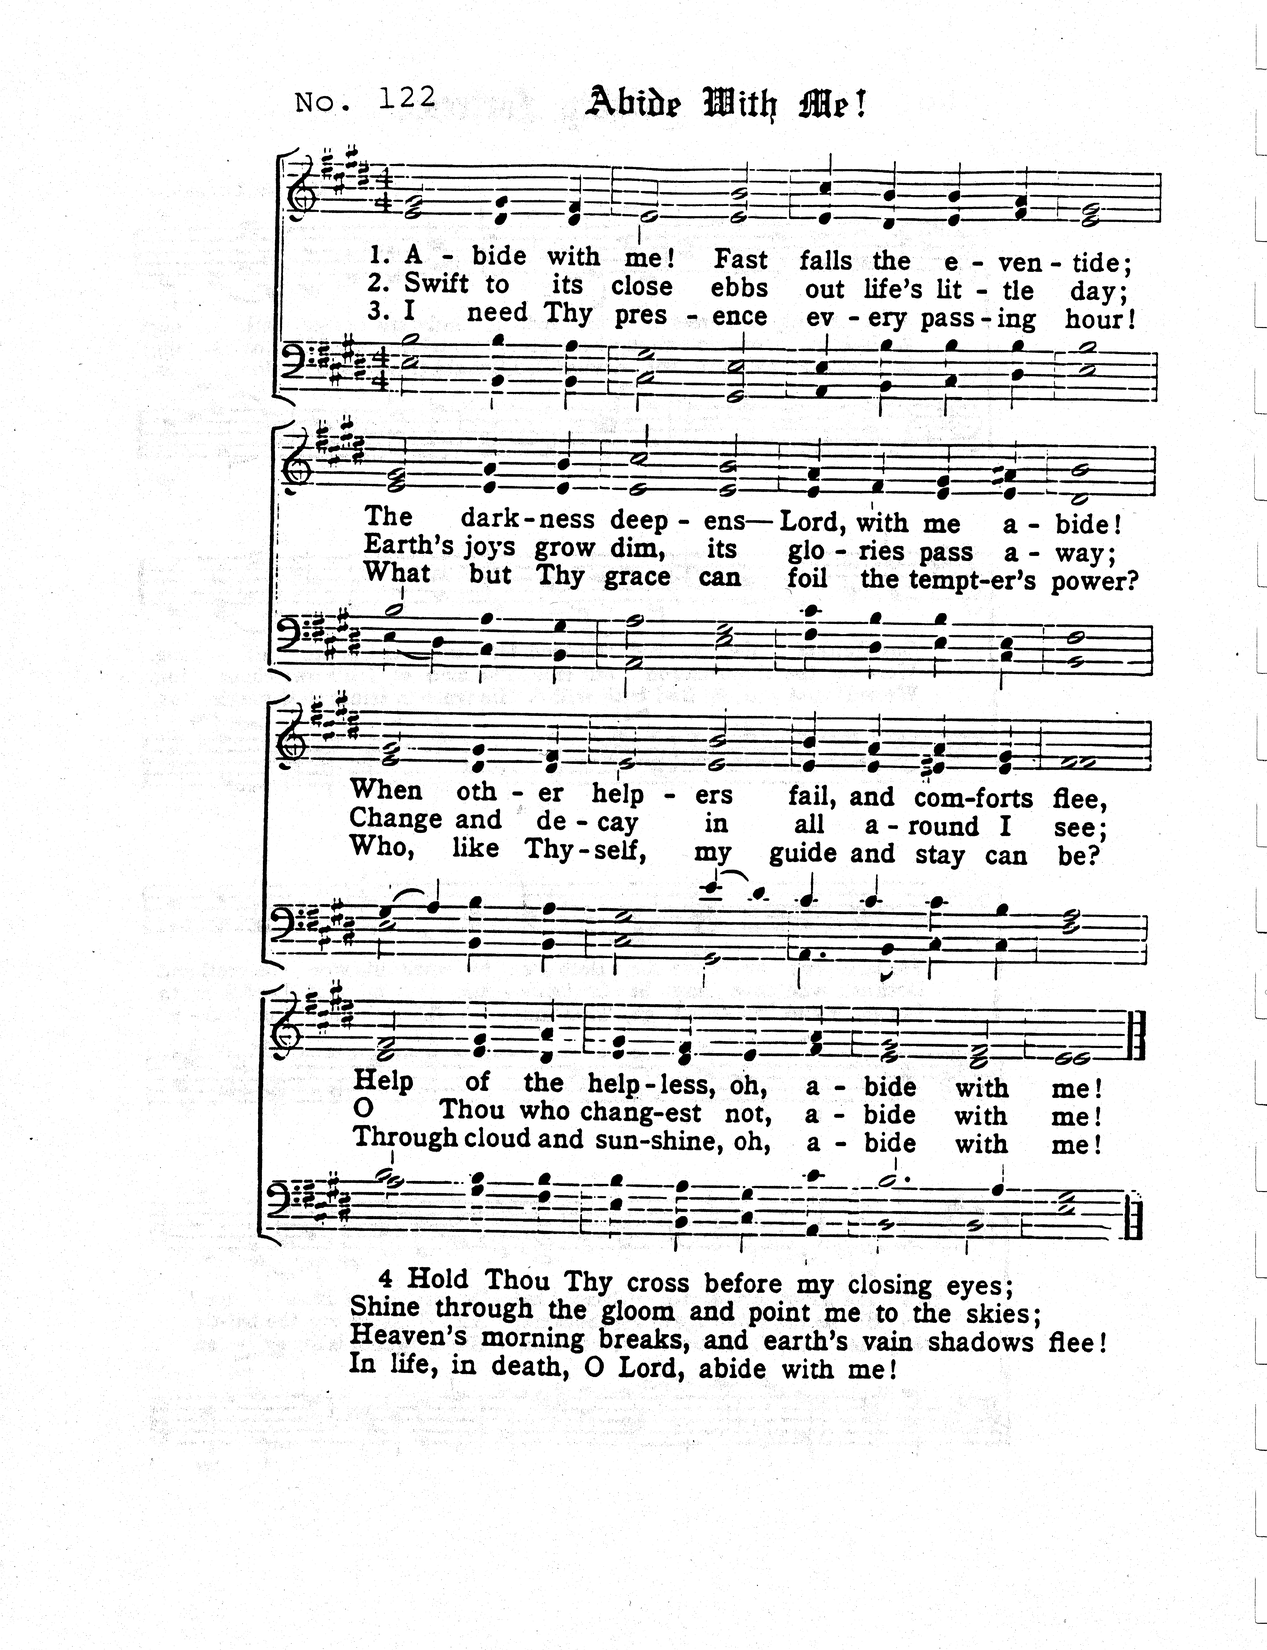 No. 122 Abide With Me!
1. A - bide with me! Fast falls the e - ven - tide;
2. Swift to its close ebbs out life's lit - tle day;
3. I need Thy pres - ence ev - ery pass - ing hour!
The dark - ness deep - ens— Lord, with me a - bide!
Earth's joys grow dim, its glo - ries pass a - way;
What but Thy grace can foil the tempt-er's power?
When oth - er help - ers fail, and com-forts flee,
Change and de - cay in all a - round I see;
Who, like Thy-self, my guide and stay can be?
Help of the help-less, oh, a - bide with me!
O Thou who chang-est not, a - bide with me!
Through cloud and sun-shine, oh, a - bide with me!
4 Hold Thou Thy cross before my closing eyes;
Shine through the gloom and point me to the skies;
Heaven's morning breaks, and earth's vain shadows flee!
In life, in death, O Lord, abide with me!